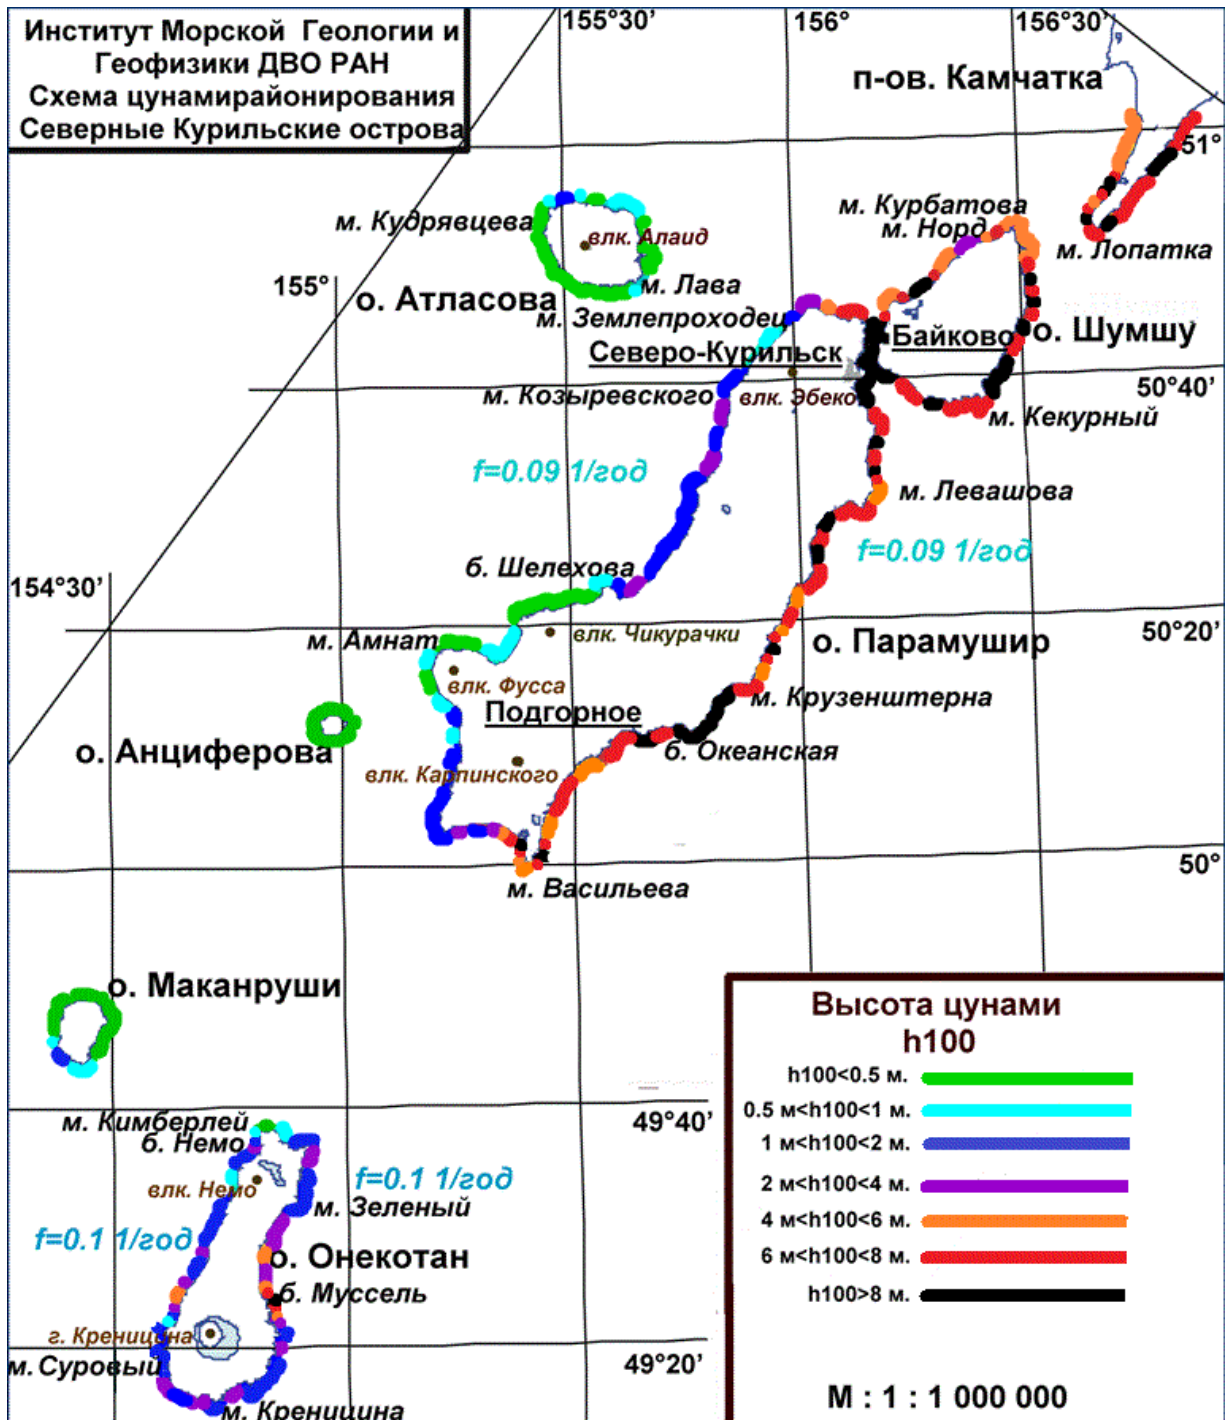 Институт Морской Геологии и
Геофизики ДВО РАН
Схема цунамирайонирования
Северные Курильские острова
155°30’
156°
156°30’
п-ов. Камчатка
51°
м. Курбатова
м. Кудрявцева
м. Норд
влк. Алаид
м. Лопатка
155°
м. Лава
о. Атласова
м. Землепроходец
Байково
о. Шумшу
Северо-Курильск
50°40’
м. Козыревского
влк. Эбеко
м. Кекурный
f=0.09 1/год
м. Левашова
f=0.09 1/год
б. Шелехова
154°30’
50°20’
м. Амнат
влк. Чикурачки
о. Парамушир
влк. Фусса
м. Крузенштерна
Подгорное
о. Анциферова
б. Океанская
влк. Карпинского
50°
м. Васильева
о. Маканруши
Высота цунами
h100
h100<0.5 м.
0.5 м<h100<1 м.
1 м<h100<2 м.
2 м<h100<4 м.
4 м<h100<6 м.
6 м<h100<8 м.
h100>8 м.
М : 1 : 1 000 000
м. Кимберлей
49°40’
б. Немо
влк. Немо
f=0.1 1/год
м. Зеленый
f=0.1 1/год
о. Онекотан
б. Муссель
г. Креницина
м. Суровый
49°20’
м. Креницина